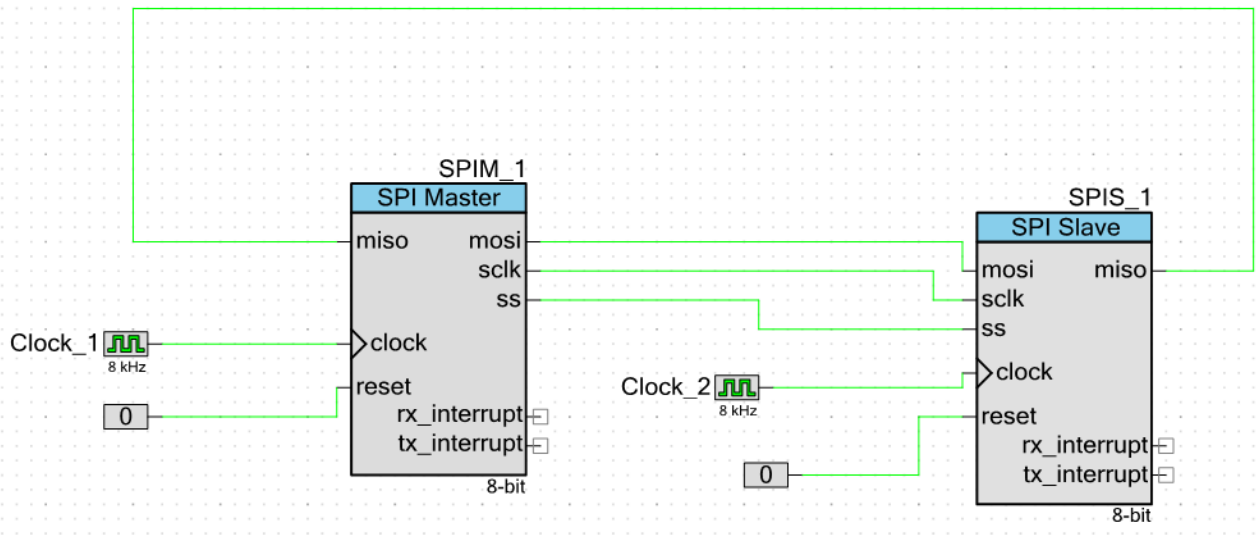 SPIM_1
SPI Master
miso mosi
sclk
ss
Clock_1
8 kHz
clock
reset
0
rx_interrupt
tx_interrupt
8-bit
SPIS_1
SPI Slave
mosi miso
sclk
ss
Clock_2
8 kHz
clock
reset
0
rx_interrupt
tx_interrupt
8-bit